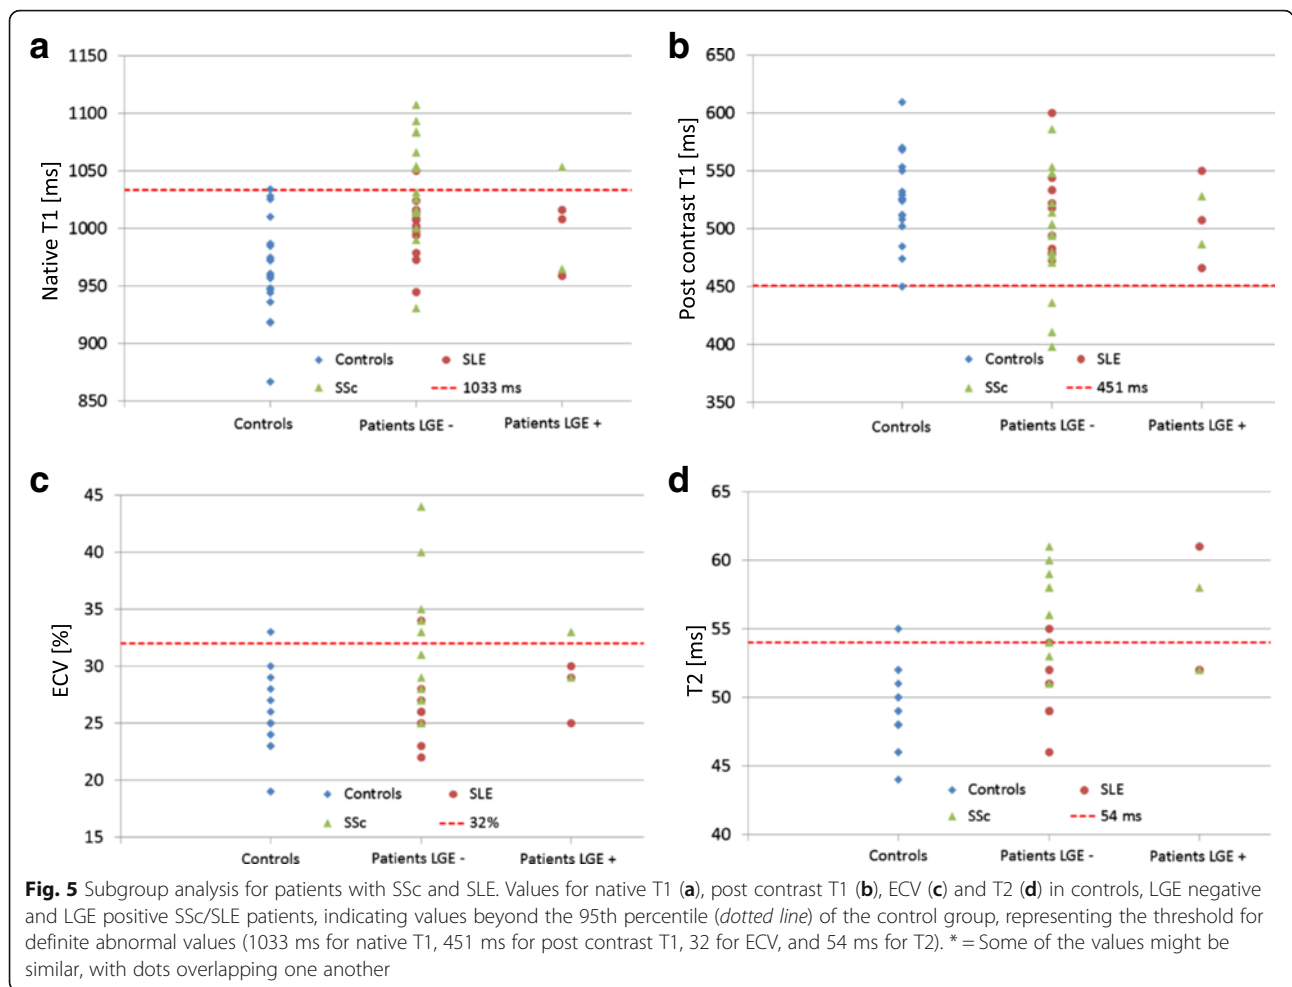 a
Native T1 [ms]
1150
1100
1050
1000
950
900
850
Controls
SLE
SSc
1033 ms
Controls
Patients LGE -
Patients LGE +
b
Post contrast T1 [ms]
650
600
550
500
450
400
350
Controls
SLE
SSc
451 ms
Controls
Patients LGE -
Patients LGE +
c
ECV [%]
45
40
35
30
25
20
15
Controls
SLE
SSc
32%
Controls
Patients LGE -
Patients LGE +
d
T2 [ms]
65
60
55
50
45
40
Controls
SLE
SSc
54 ms
Controls
Patients LGE -
Patients LGE +
Fig. 5 Subgroup analysis for patients with SSc and SLE. Values for native T1 (a), post contrast T1 (b), ECV (c) and T2 (d) in controls, LGE negative
and LGE positive SSc/SLE patients, indicating values beyond the 95th percentile (dotted line) of the control group, representing the threshold for
definite abnormal values (1033 ms for native T1, 451 ms for post contrast T1, 32 for ECV, and 54 ms for T2). * = Some of the values might be
similar, with dots overlapping one another